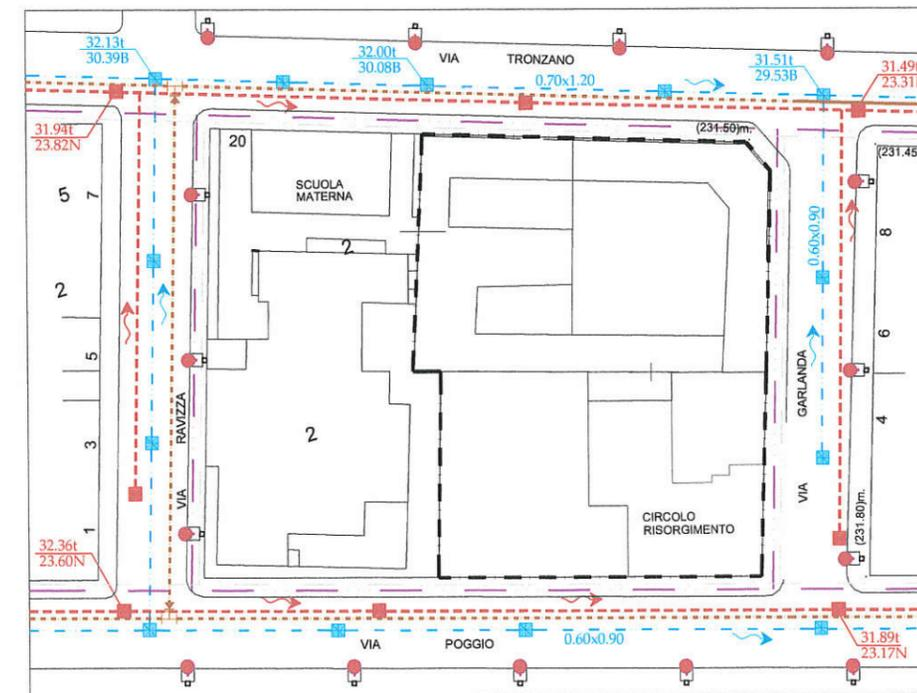 32.13t
30.39B
32.00t
30.08B
VIA TRONZANO
0.70x1.20
31.51t
29.53B
31.49t
23.31
31.94t
23.82N
20
(231.50)m.
(231.45
SCUOLA
MATERNA
5
7
2
2
8
0.60x0.90
6
5
VIA RAVIZZA
VIA GARLANDA
4
3
2
1
CIRCOLO
RISORGIMENTO
(231.80)m.
32.36t
23.60N
VIA POGGIO
0.60x0.90
31.89t
23.17N